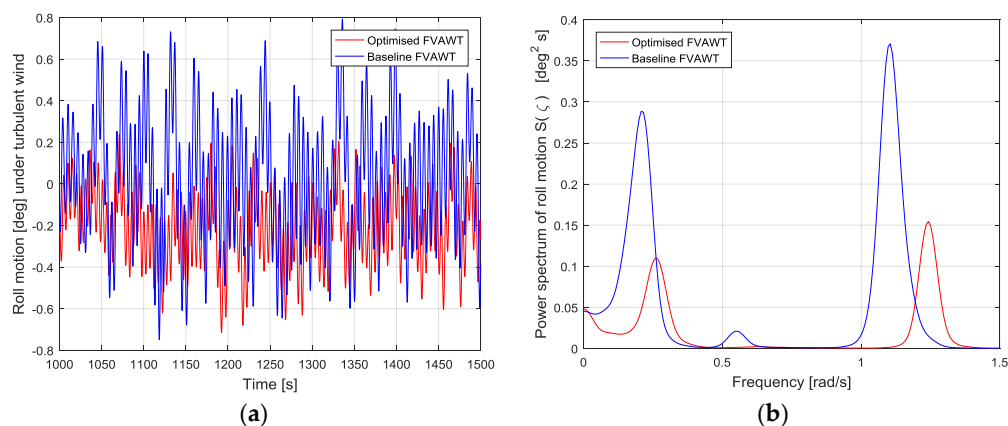 Roll motion [deg] under turbulent wind
0.8
0.6
0.4
0.2
0
-0.2
-0.4
-0.6
-0.8
Optimised FVAWT
Baseline FVAWT
1000 1050 1100 1150 1200 1250 1300 1350 1400 1450 1500
Time [s]
(a)
Power spectrum of roll motion S(ζ) [deg² s]
0.4
0.35
0.3
0.25
0.2
0.15
0.1
0.05
0
Optimised FVAWT
Baseline FVAWT
0 0.5 1 1.5
Frequency [rad/s]
(b)